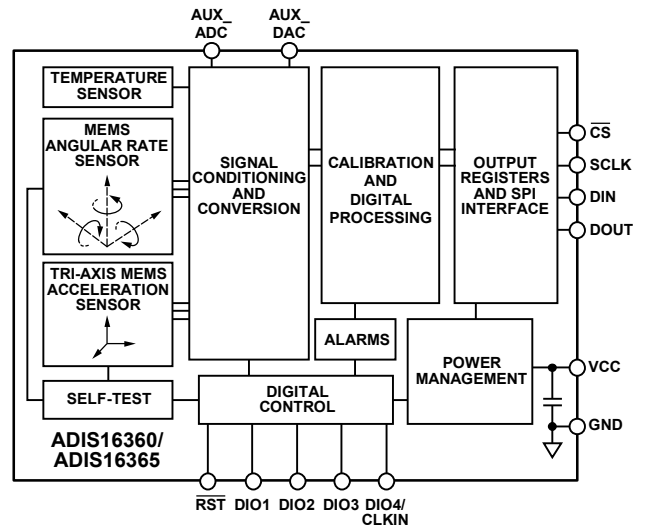 AUX_
ADC
AUX_
DAC
TEMPERATURE
SENSOR
MEMS
ANGULAR RATE
SENSOR
SIGNAL
CONDITIONING
AND
CONVERSION
CALIBRATION
AND
DIGITAL
PROCESSING
OUTPUT
REGISTERS
AND SPI
INTERFACE
CS
SCLK
DIN
DOUT
TRI-AXIS MEMS
ACCELERATION
SENSOR
ALARMS
POWER
MANAGEMENT
VCC
SELF-TEST
DIGITAL
CONTROL
GND
ADIS16360/
ADIS16365
RST
DIO1
DIO2
DIO3
DIO4/
CLKIN